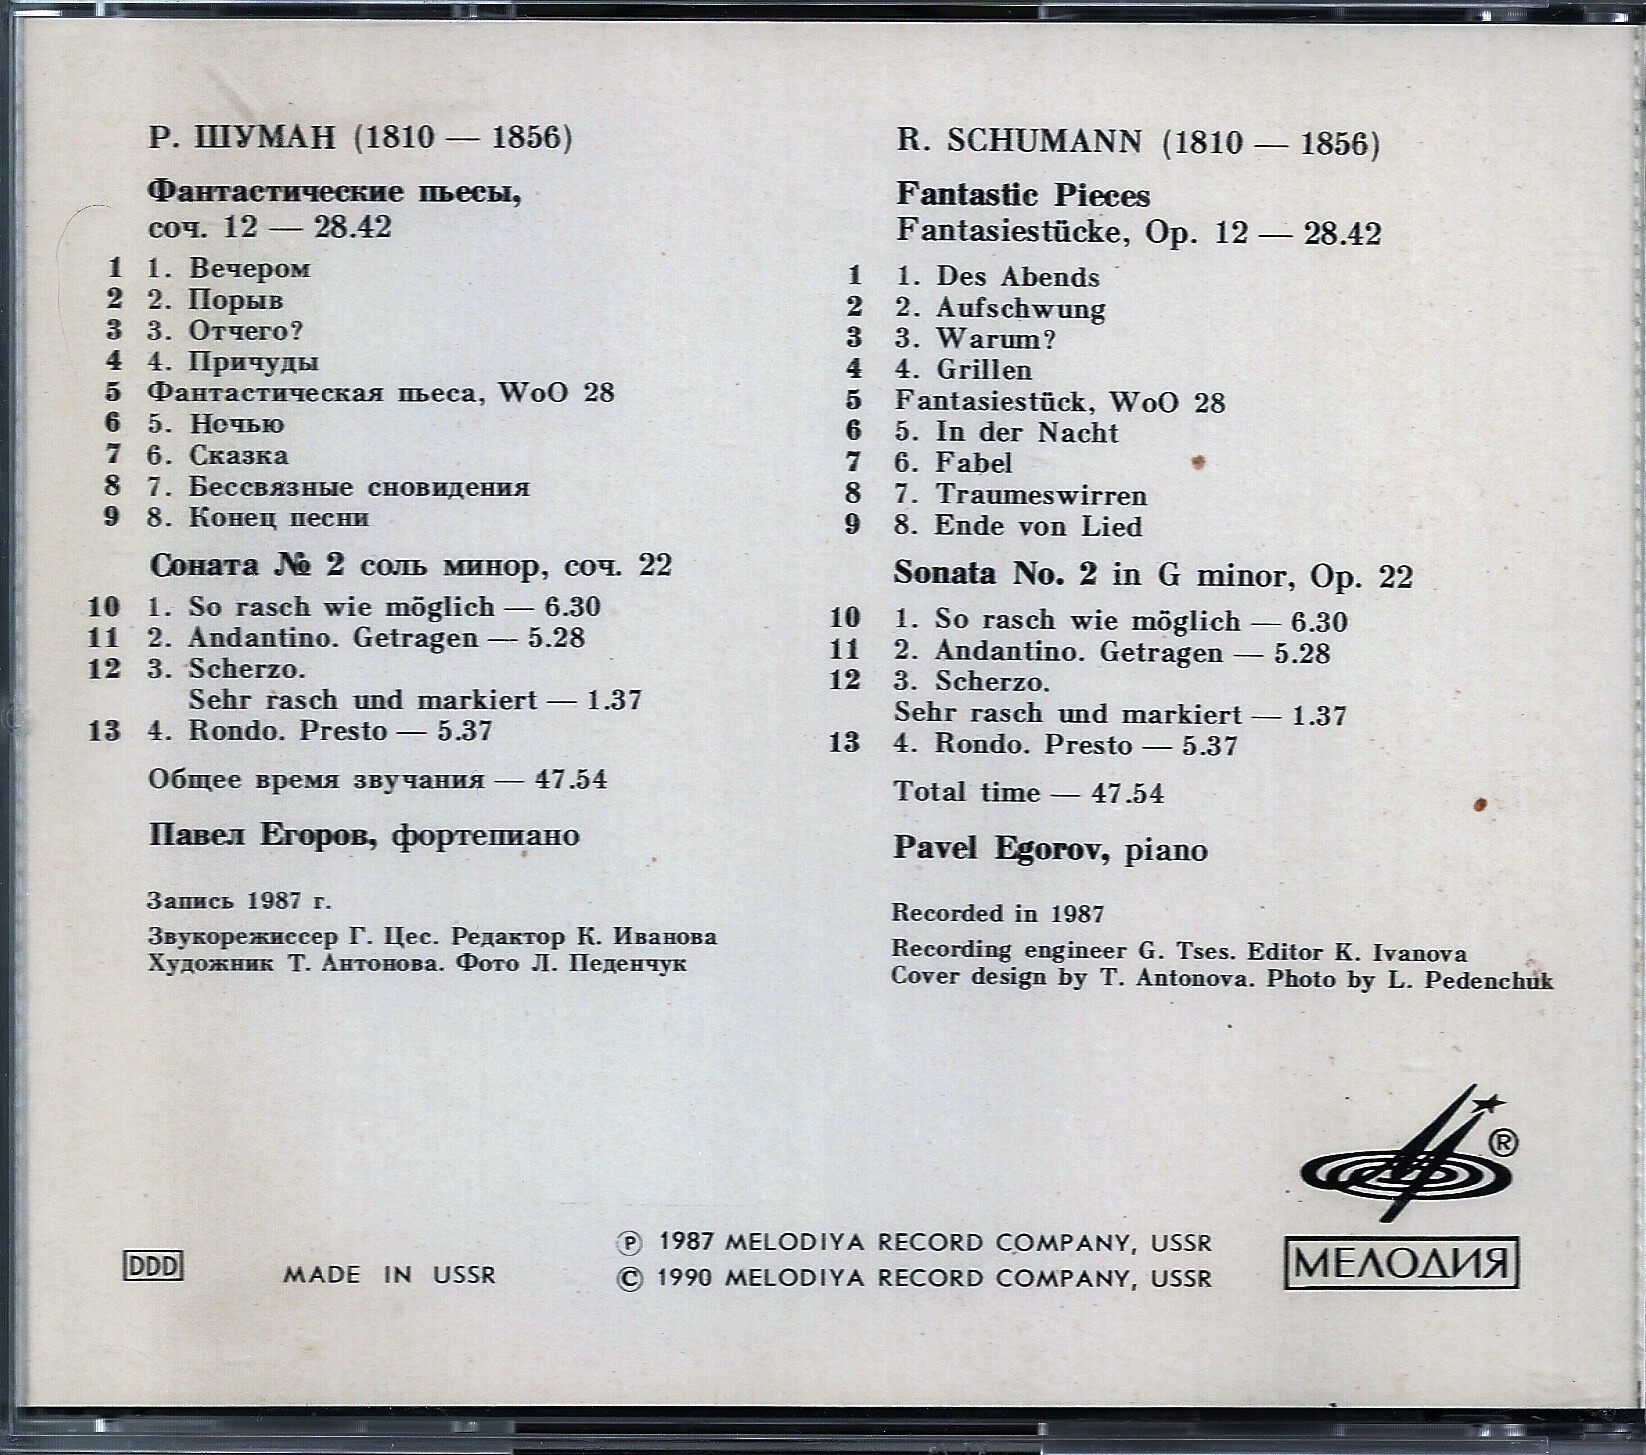 Р. ШУМАН (1810 — 1856)
Фантастические пьесы,
соч. 12 — 28.42
1 1. Вечером
2 2. Порыв
3 3. Отчего?
4 4. Причуды
5 Фантастическая пьеса, WoO 28
6 5. Ночью
7 6. Сказка
8 7. Бессвязные сновидения
9 8. Конец песни
Соната № 2 соль минор, соч. 22
10 1. So rasch wie möglich — 6.30
11 2. Andantino. Getragen — 5.28
12 3. Scherzo.
Sehr rasch und markiert — 1.37
13 4. Rondo. Presto — 5.37
Общее время звучания — 47.54
Павел Егоров, фортепиано
Запись 1987 г.
Звукорежиссер Г. Цес. Редактор К. Иванова
Художник Т. Антонова. Фото Л. Педенчук
R. SCHUMANN (1810 — 1856)
Fantastic Pieces
Fantasiestücke, Op. 12 — 28.42
1 1. Des Abends
2 2. Aufschwung
3 3. Warum?
4 4. Grillen
5 Fantasiestück, WoO 28
6 5. In der Nacht
7 6. Fabel
8 7. Traumeswirren
9 8. Ende von Lied
Sonata No. 2 in G minor, Op. 22
10 1. So rasch wie möglich — 6.30
11 2. Andantino. Getragen — 5.28
12 3. Scherzo.
Sehr rasch und markiert — 1.37
13 4. Rondo. Presto — 5.37
Total time — 47.54
Pavel Egorov, piano
Recorded in 1987
Recording engineer G. Tses. Editor K. Ivanova
Cover design by T. Antonova. Photo by L. Pedenchuk
®
DDD
MADE IN USSR
Ⓟ 1987 MELODIYA RECORD COMPANY, USSR
© 1990 MELODIYA RECORD COMPANY, USSR
МЕЛОДИЯ